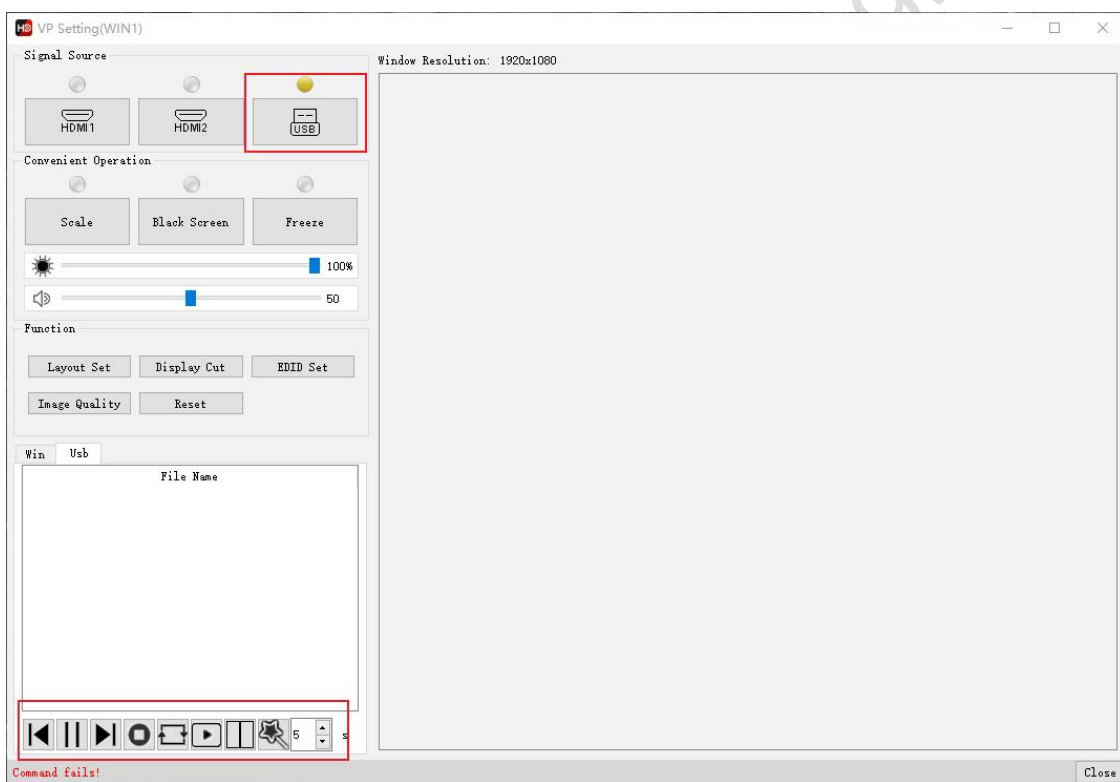 HD VP Setting(WIN1)
Signal Source
HDMI1 HDMI2 USB
Convenient Operation
Scale Black Screen Freeze
100%
50
Function
Layout Set Display Cut EDID Set
Image Quality Reset
Win Usb
File Name
5 s
Command fails!
Window Resolution: 1920x1080
Close